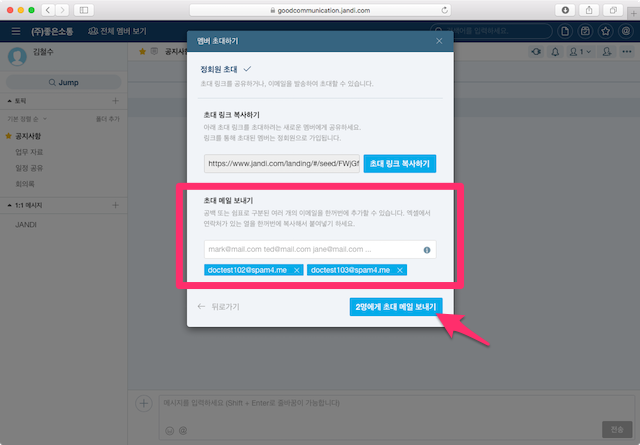 goodcommunication.jandi.com
(주)좋은소통
전체 멤버 보기
멤버 초대하기
김철수
공지사항
1
정회원 초대
초대 링크를 공유하거나, 이메일을 발송하여 초대할 수 있습니다.
Jump
토픽
기본 정렬 순
폴더 추가
초대 링크 복사하기
아래 초대 링크를 초대하려는 새로운 멤버에게 공유하세요.
링크를 통해 초대된 멤버는 정회원으로 가입됩니다.
공지사항
업무 자료
일정 공유
회의록
https://www.jandi.com/landing/#/seed/FWjGf
초대 링크 복사하기
1:1 메시지
JANDI
초대 메일 보내기
공백 또는 쉼표로 구분된 여러 개의 이메일을 한꺼번에 추가할 수 있습니다. 엑셀에서
연락처가 있는 열을 한꺼번에 복사해서 붙여넣기 하세요.
mark@mail.com ted@mail.com jane@mail.com ...
doctest102@spam4.me
doctest103@spam4.me
뒤로가기
2명에게 초대 메일 보내기
메시지를 입력하세요 (Shift + Enter로 줄바꿈이 가능합니다)
전송